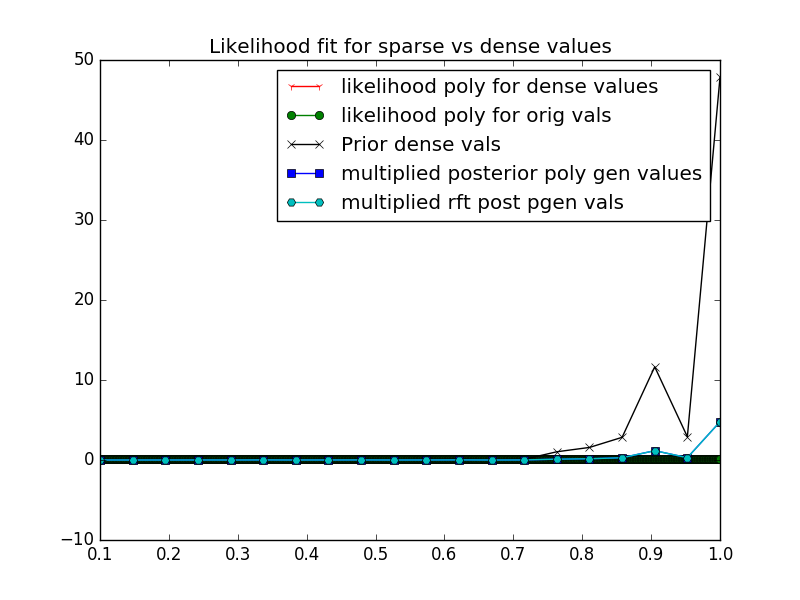 Likelihood fit for sparse vs dense values
likelihood poly for dense values
likelihood poly for orig vals
Prior dense vals
multiplied posterior poly gen values
multiplied rft post pgen vals
50
40
30
20
10
0
−10
0.1 0.2 0.3 0.4 0.5 0.6 0.7 0.8 0.9 1.0